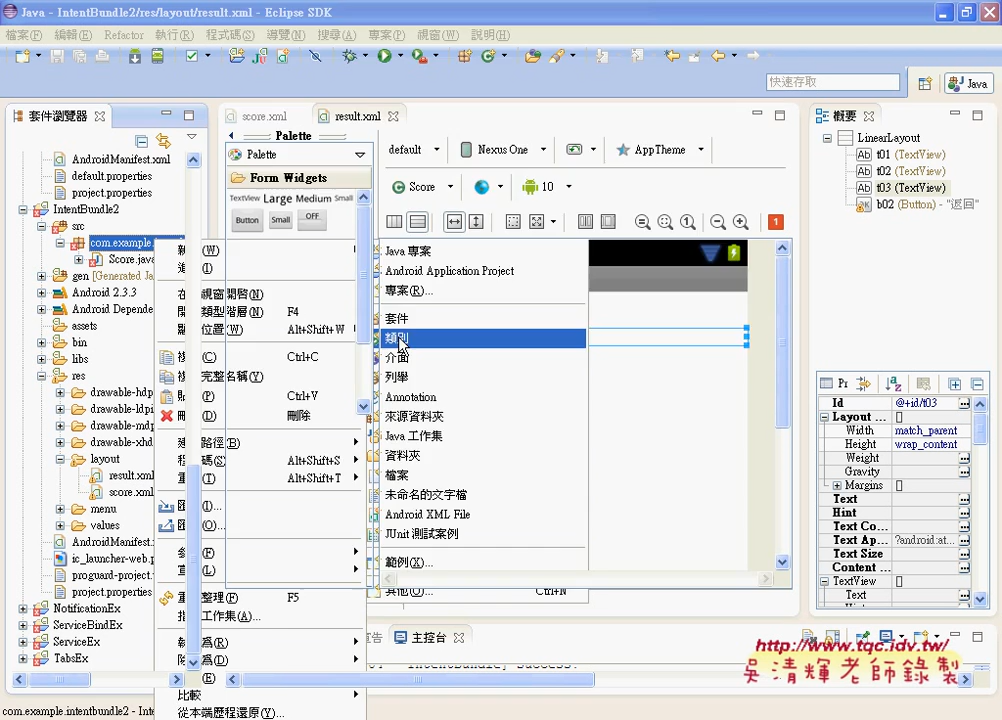 Java - IntentBundle2/res/layout/result.xml - Eclipse SDK
檔案(F) 編輯(E) Refactor 執行(R) 程式碼(S) 導覽(N) 搜尋(A) 專案(P) 視窗(W) 說明(H)
快速存取
Java
套件瀏覽器
AndroidManifest.xml
default.properties
project.properties
IntentBundle2
src
com.example.
Score.java
gen [Generated Ja
Android 2.3.3
Android Depende
assets
bin
libs
res
drawable-hdp
drawable-ldpi
drawable-mdp
drawable-xhd
layout
result.xml
score.xml
menu
values
AndroidManifest.
ic_launcher-web.p
proguard-project.t
project.properties
NotificationEx
ServiceBindEx
ServiceEx
TabsEx
com.example.intentbundle2 - Inte
(W)
(I)
視窗開啟(N)
類型階層(N) F4
位置(W) Alt+Shift+W
(C) Ctrl+C
完整名稱(Y)
(P) Ctrl+V
(D) 刪除
路徑(B)
碼(S) Alt+Shift+S
(T) Alt+Shift+T
(I)...
(O)...
(F)
(L)
重 整理(F) F5
工作集(A)...
為(R)
為(D)
(E)
比較
從本端歷程還原(Y)...
score.xml
result.xml
Palette
Palette
Form Widgets
TextView Large Medium Small
Button Small OFF
default
Nexus One
AppTheme
Score
10
1
Java 專案
Android Application Project
專案(R)...
套件
類別
介面
列舉
Annotation
來源資料夾
Java 工作集
資料夾
檔案
未命名的文字檔
Android XML File
JUnit 測試案例
範例(X)...
其他(O)... Ctrl+N
主控台
概要
LinearLayout
t01 (TextView)
t02 (TextView)
t03 (TextView)
b02 (Button) - "返回"
Pr
Id @+id/t03
Layout ... []
Width match_parent
Height wrap_content
Weight
Gravity
Margins []
Text
Hint
Text Co...
Text Ap... ?android:at...
Text Size
Content ...
TextView []
Text
http://www.tqc.idv.tw/
吳清輝老師錄製